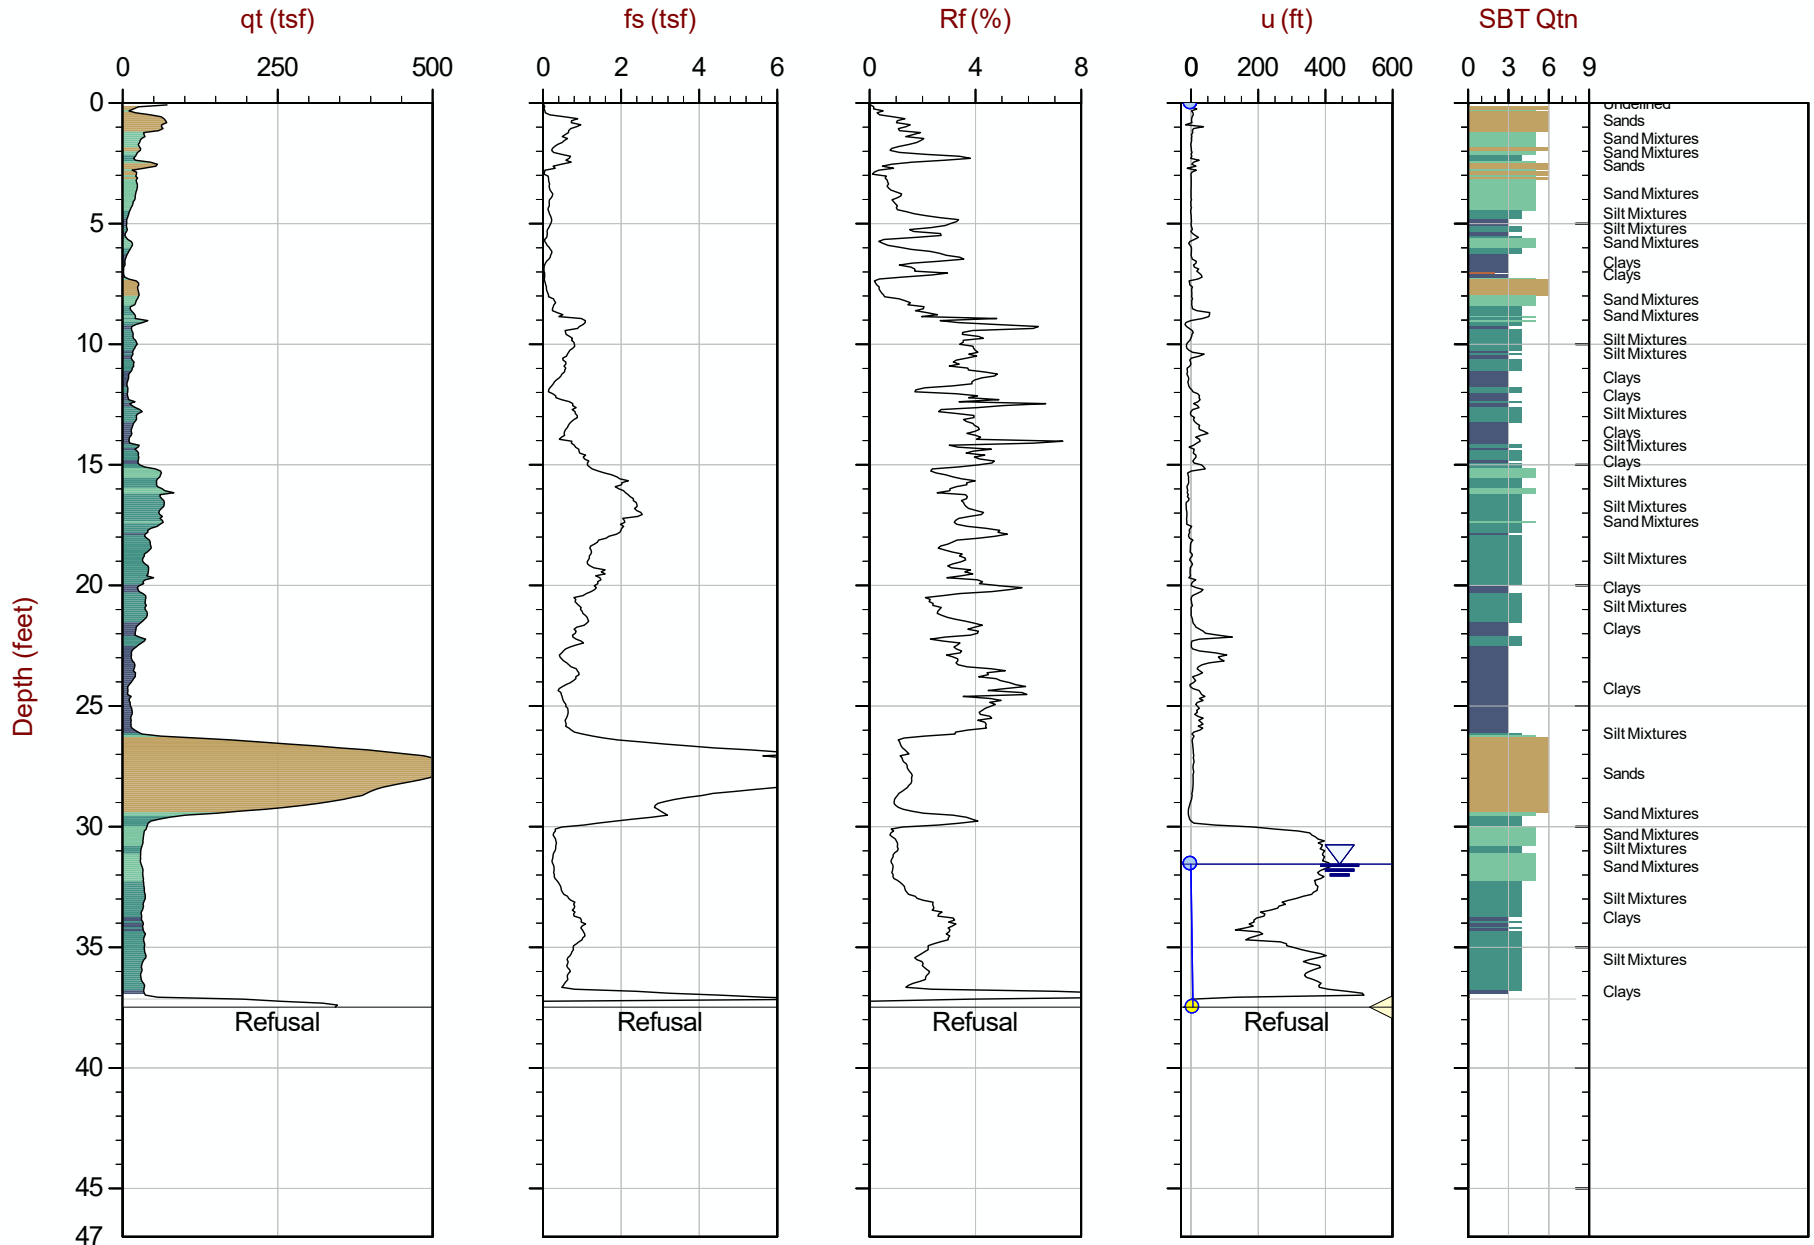 qt (tsf) fs (tsf) Rf (%) u (ft) SBT Qtn
0 250 500 0 2 4 6 0 4 8 0 200 400 600 0 3 6 9
0
Undefined
Sands
Sand Mixtures
Sand Mixtures
Sands
Sand Mixtures
Silt Mixtures
5
Silt Mixtures
Sand Mixtures
Clays
Clays
Sand Mixtures
Sand Mixtures
Silt Mixtures
10
Silt Mixtures
Clays
Clays
Silt Mixtures
Clays
Silt Mixtures
Clays
15
Silt Mixtures
Silt Mixtures
Sand Mixtures
Silt Mixtures
20
Clays
Silt Mixtures
Clays
Clays
25
Silt Mixtures
Sands
Sand Mixtures
30
Sand Mixtures
Silt Mixtures
Sand Mixtures
Silt Mixtures
Clays
35
Silt Mixtures
Clays
Refusal Refusal Refusal Refusal
40
45
47
Depth (feet)